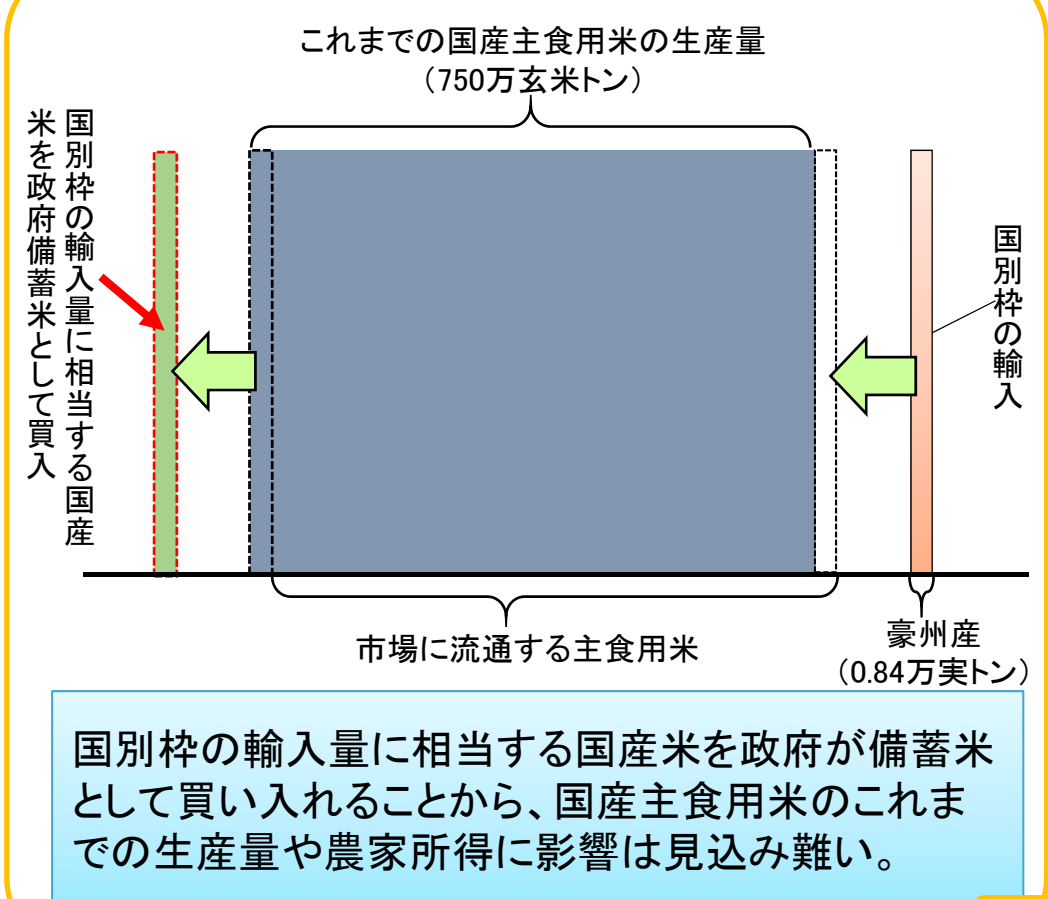 これまでの国産主食用米の生産量
（750万玄米トン）
国別枠の輸入量に相当する国産
米を政府備蓄米として買入
国別枠の輸入
市場に流通する主食用米
豪州産
（0.84万実トン）
国別枠の輸入量に相当する国産米を政府が備蓄米
として買い入れることから、国産主食用米のこれま
での生産量や農家所得に影響は見込み難い。